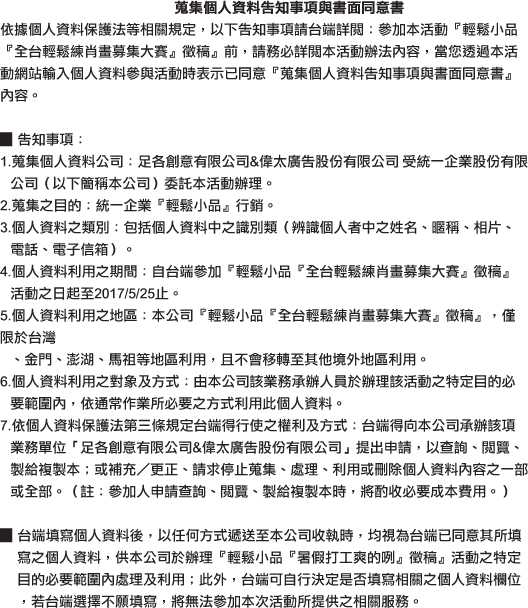 蒐集個人資料告知事項與書面同意書
依據個人資料保護法等相關規定，以下告知事項請台端詳閱：參加本活動『輕鬆小品
『全台輕鬆練肖畫募集大賽』徵稿』前，請務必詳閱本活動辦法內容，當您透過本活
動網站輸入個人資料參與活動時表示已同意『蒐集個人資料告知事項與書面同意書』
內容。
■ 告知事項：
1.蒐集個人資料公司：足各創意有限公司&偉太廣告股份有限公司 受統一企業股份有限
公司（以下簡稱本公司）委託本活動辦理。
2.蒐集之目的：統一企業『輕鬆小品』行銷。
3.個人資料之類別：包括個人資料中之識別類（辨識個人者中之姓名、暱稱、相片、
電話、電子信箱）。
4.個人資料利用之期間：自台端參加『輕鬆小品『全台輕鬆練肖畫募集大賽』徵稿』
活動之日起至2017/5/25止。
5.個人資料利用之地區：本公司『輕鬆小品『全台輕鬆練肖畫募集大賽』徵稿』，僅
限於台灣
、金門、澎湖、馬祖等地區利用，且不會移轉至其他境外地區利用。
6.個人資料利用之對象及方式：由本公司該業務承辦人員於辦理該活動之特定目的必
要範圍內，依通常作業所必要之方式利用此個人資料。
7.依個人資料保護法第三條規定台端得行使之權利及方式：台端得向本公司承辦該項
業務單位「足各創意有限公司&偉太廣告股份有限公司」提出申請，以查詢、閱覽、
製給複製本；或補充／更正、請求停止蒐集、處理、利用或刪除個人資料內容之一部
或全部。（註：參加人申請查詢、閱覽、製給複製本時，將酌收必要成本費用。）
■ 台端填寫個人資料後，以任何方式遞送至本公司收執時，均視為台端已同意其所填
寫之個人資料，供本公司於辦理『輕鬆小品『暑假打工爽的咧』徵稿』活動之特定
目的必要範圍內處理及利用；此外，台端可自行決定是否填寫相關之個人資料欄位
，若台端選擇不願填寫，將無法參加本次活動所提供之相關服務。